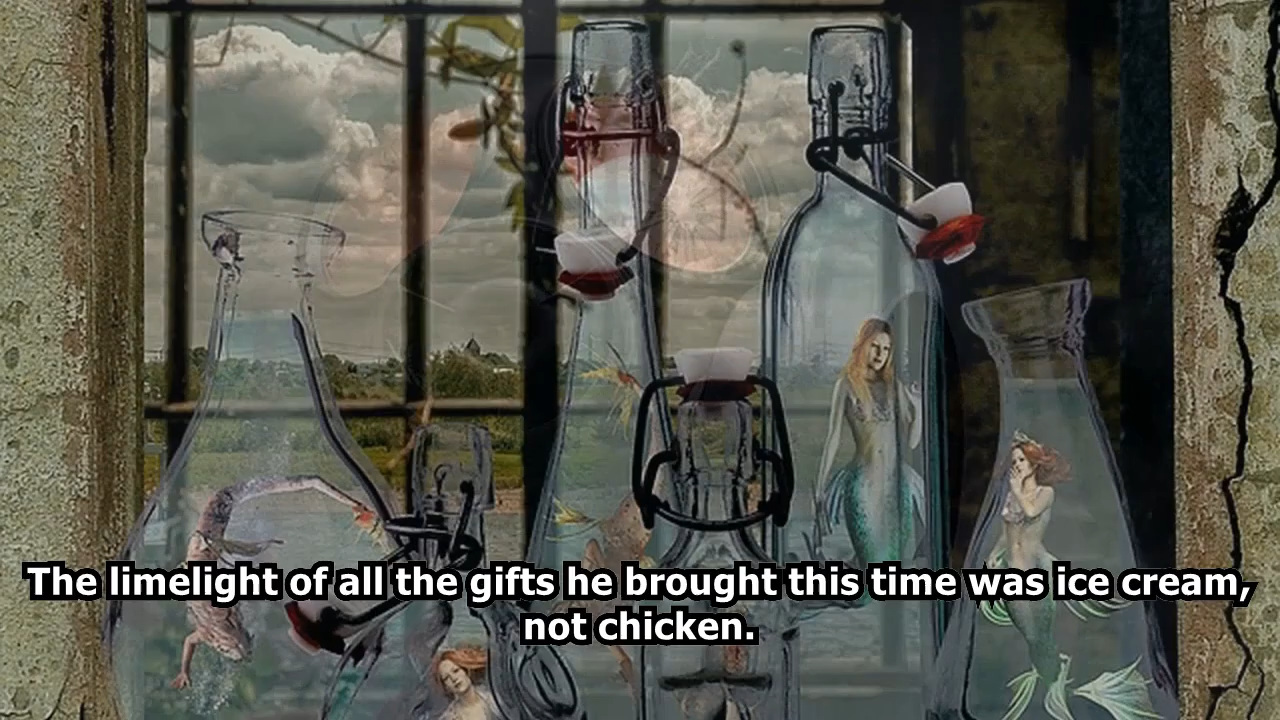 The limelight of all the gifts he brought this time was ice cream,
not chicken.